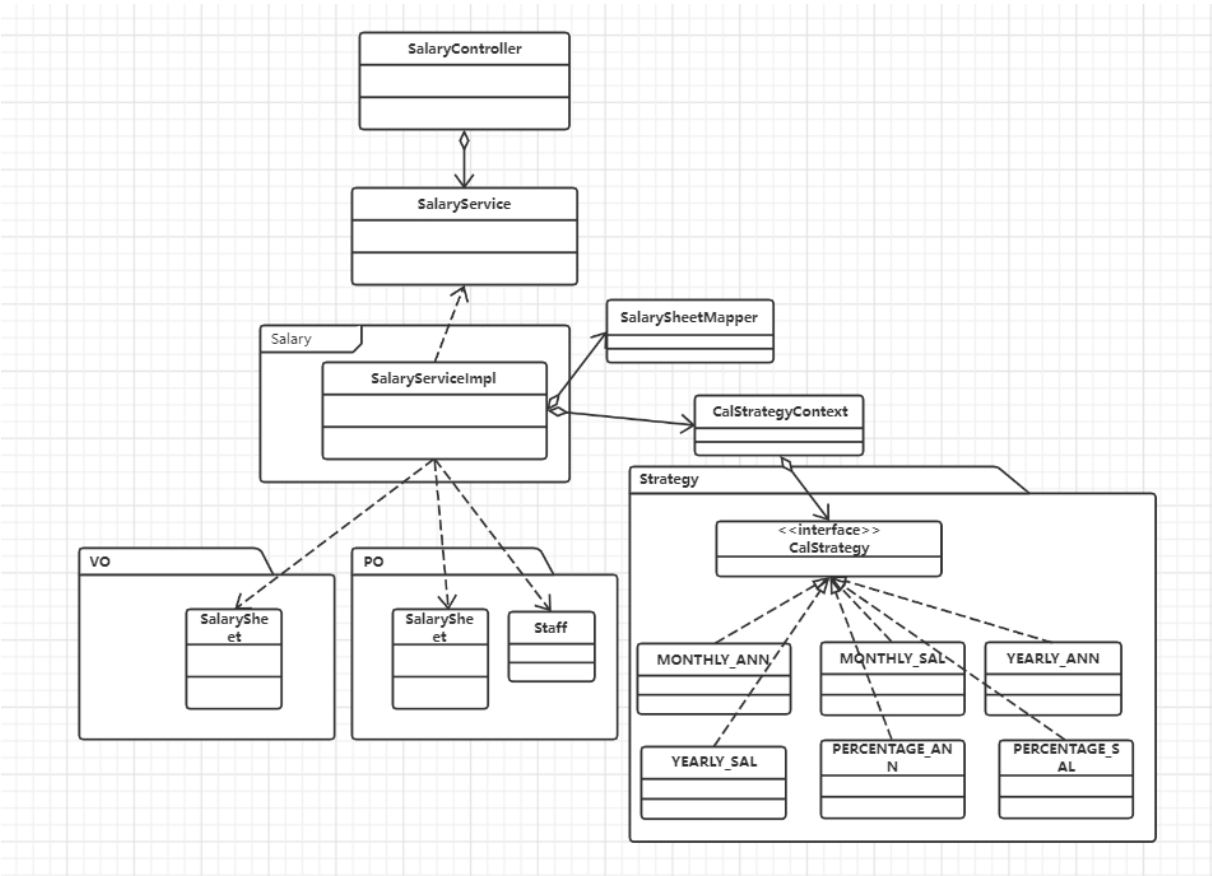 SalaryController
SalaryService
SalarySheetMapper
Salary
SalaryServiceImpl
CalStrategyContext
Strategy
<<interface>>
CalStrategy
VO
PO
SalaryShe
et
SalaryShe
et
Staff
MONTHLY_ANN
MONTHLY_SAL
YEARLY_ANN
YEARLY_SAL
PERCENTAGE_AN
N
PERCENTAGE_S
AL